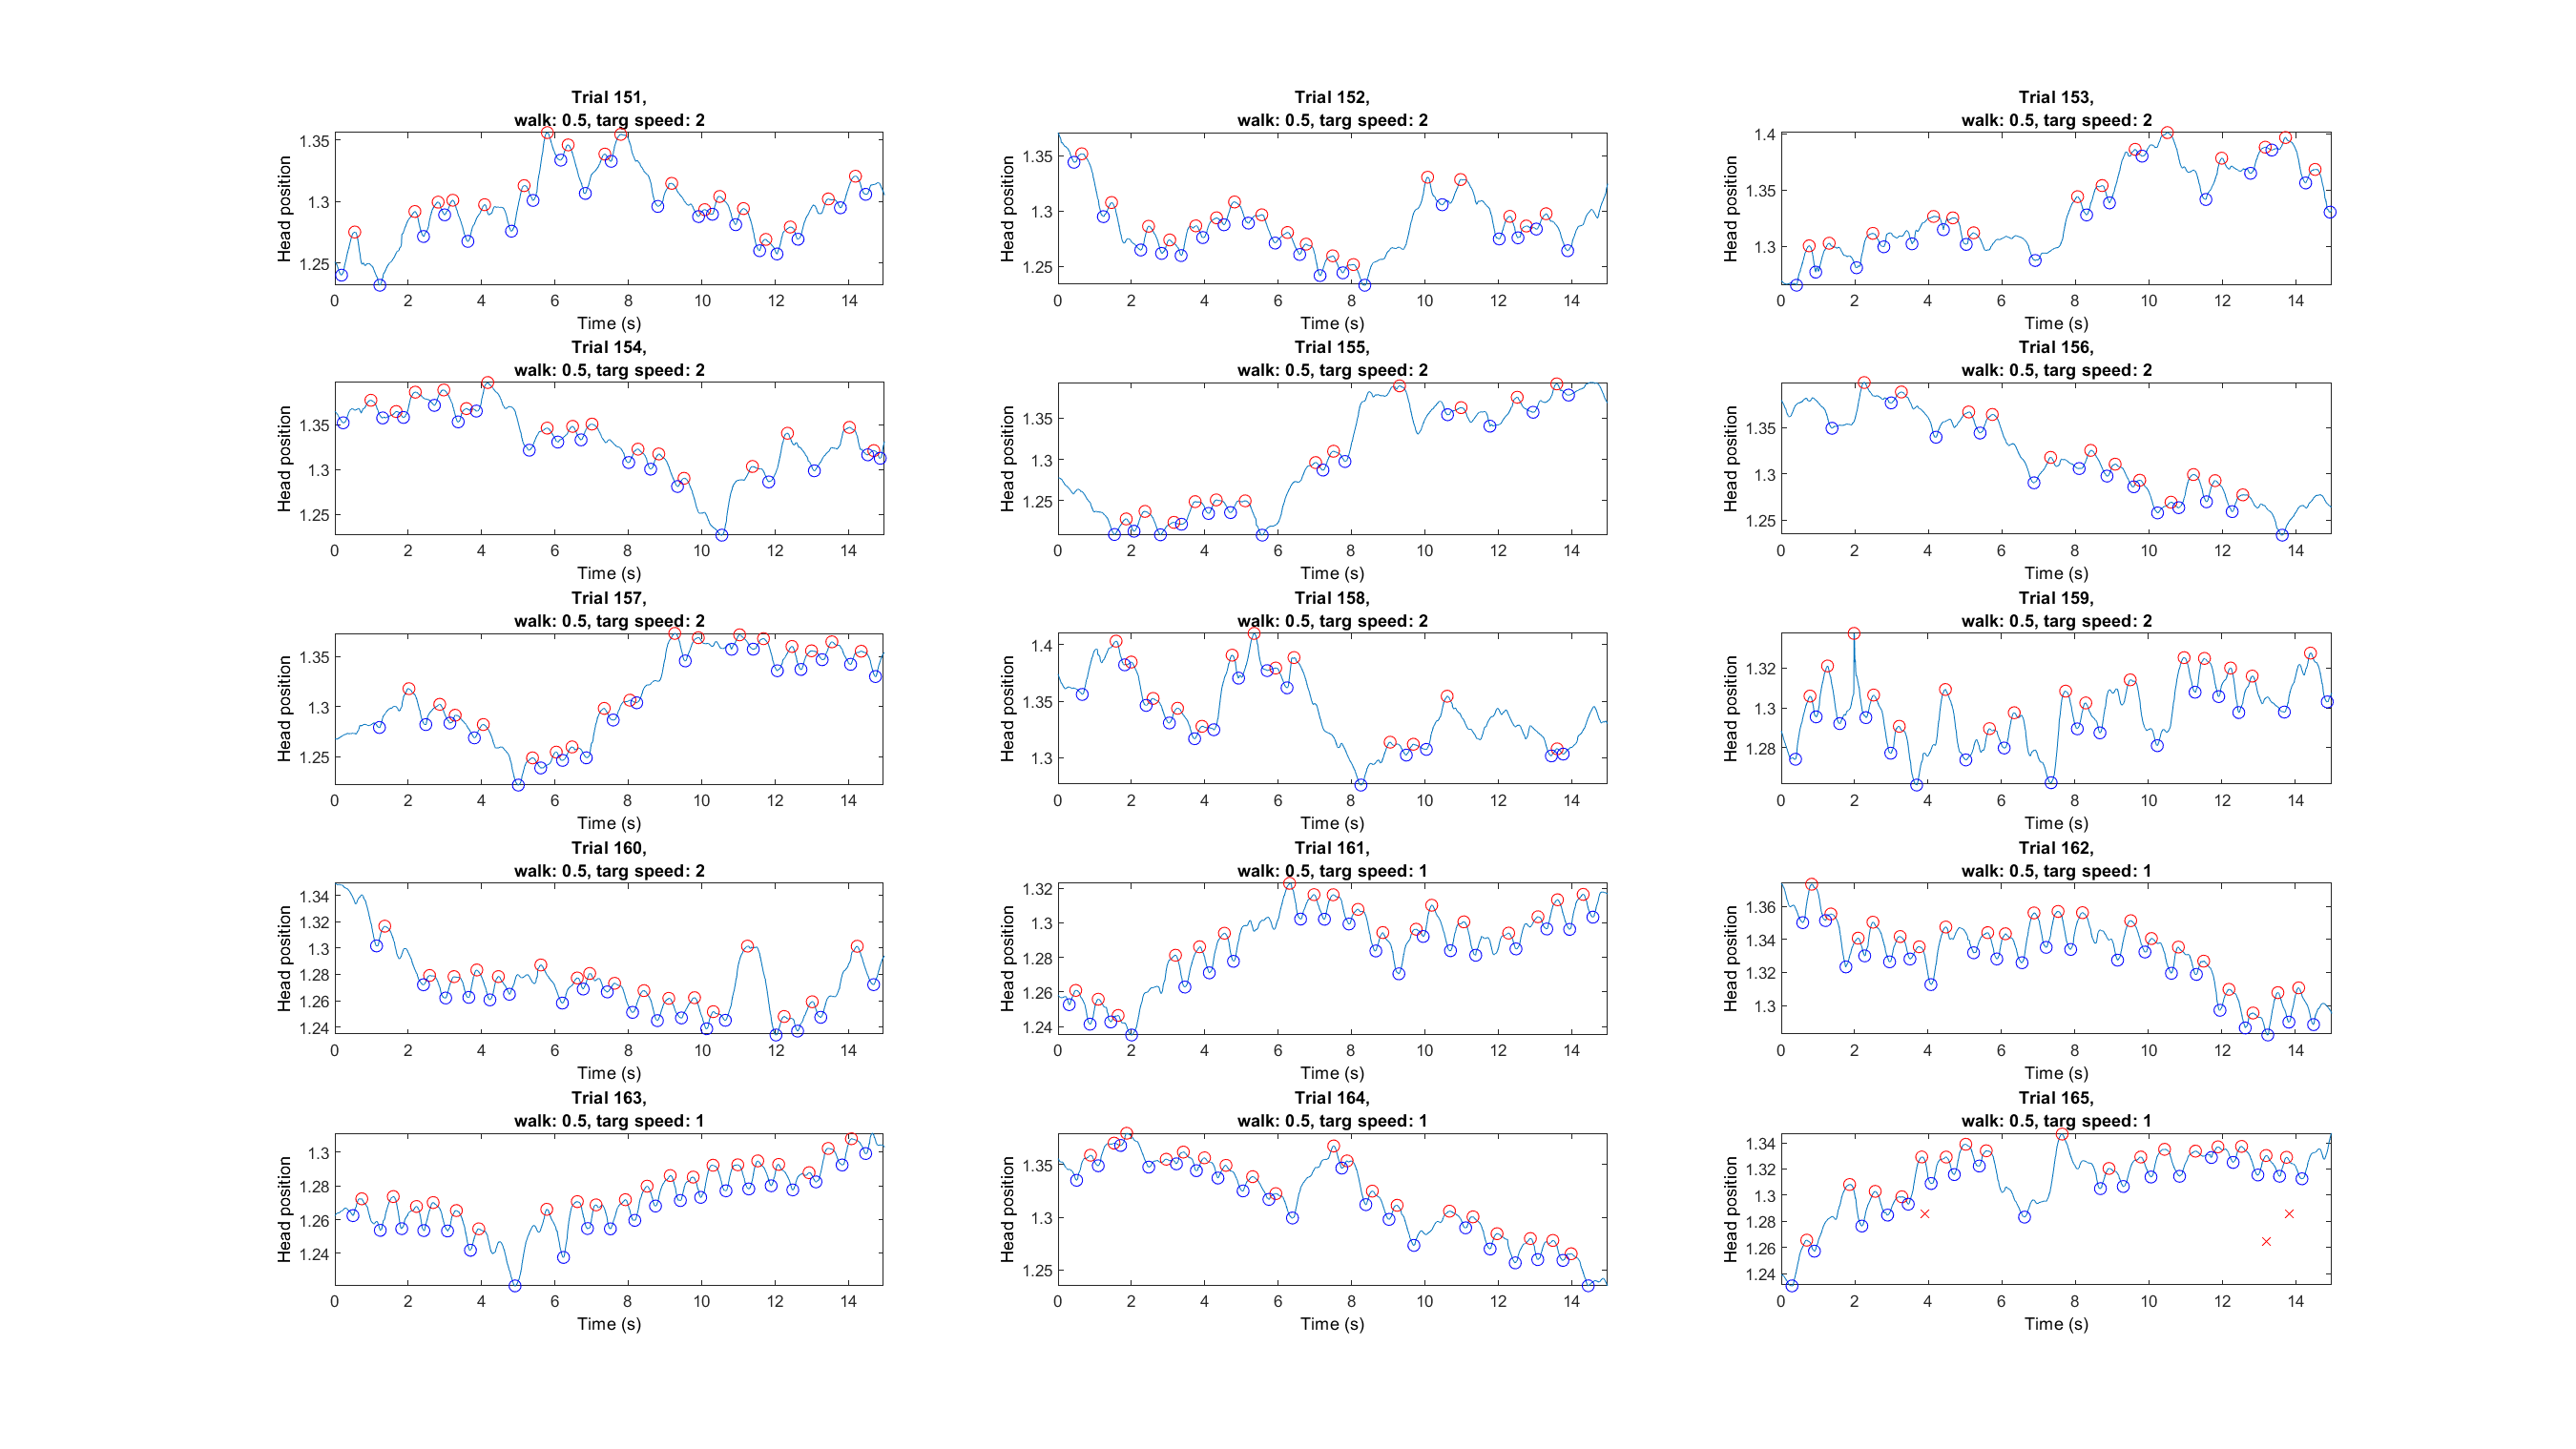 Trial 151,
walk: 0.5, targ speed: 2
1.35
1.3
1.25
Head position
0 2 4 6 8 10 12 14
Time (s)
Trial 152,
walk: 0.5, targ speed: 2
1.35
1.3
1.25
Head position
0 2 4 6 8 10 12 14
Time (s)
Trial 153,
walk: 0.5, targ speed: 2
1.4
1.35
1.3
Head position
0 2 4 6 8 10 12 14
Time (s)
Trial 154,
walk: 0.5, targ speed: 2
1.35
1.3
1.25
Head position
0 2 4 6 8 10 12 14
Time (s)
Trial 155,
walk: 0.5, targ speed: 2
1.35
1.3
1.25
Head position
0 2 4 6 8 10 12 14
Time (s)
Trial 156,
walk: 0.5, targ speed: 2
1.35
1.3
1.25
Head position
0 2 4 6 8 10 12 14
Time (s)
Trial 157,
walk: 0.5, targ speed: 2
1.35
1.3
1.25
Head position
0 2 4 6 8 10 12 14
Time (s)
Trial 158,
walk: 0.5, targ speed: 2
1.4
1.35
1.3
Head position
0 2 4 6 8 10 12 14
Time (s)
Trial 159,
walk: 0.5, targ speed: 2
1.32
1.3
1.28
Head position
0 2 4 6 8 10 12 14
Time (s)
Trial 160,
walk: 0.5, targ speed: 2
1.34
1.32
1.3
1.28
1.26
1.24
Head position
0 2 4 6 8 10 12 14
Time (s)
Trial 161,
walk: 0.5, targ speed: 1
1.32
1.3
1.28
1.26
1.24
Head position
0 2 4 6 8 10 12 14
Time (s)
Trial 162,
walk: 0.5, targ speed: 1
1.36
1.34
1.32
1.3
Head position
0 2 4 6 8 10 12 14
Time (s)
Trial 163,
walk: 0.5, targ speed: 1
1.3
1.28
1.26
1.24
Head position
0 2 4 6 8 10 12 14
Time (s)
Trial 164,
walk: 0.5, targ speed: 1
1.35
1.3
1.25
Head position
0 2 4 6 8 10 12 14
Time (s)
Trial 165,
walk: 0.5, targ speed: 1
1.34
1.32
1.3
1.28
1.26
1.24
Head position
0 2 4 6 8 10 12 14
Time (s)